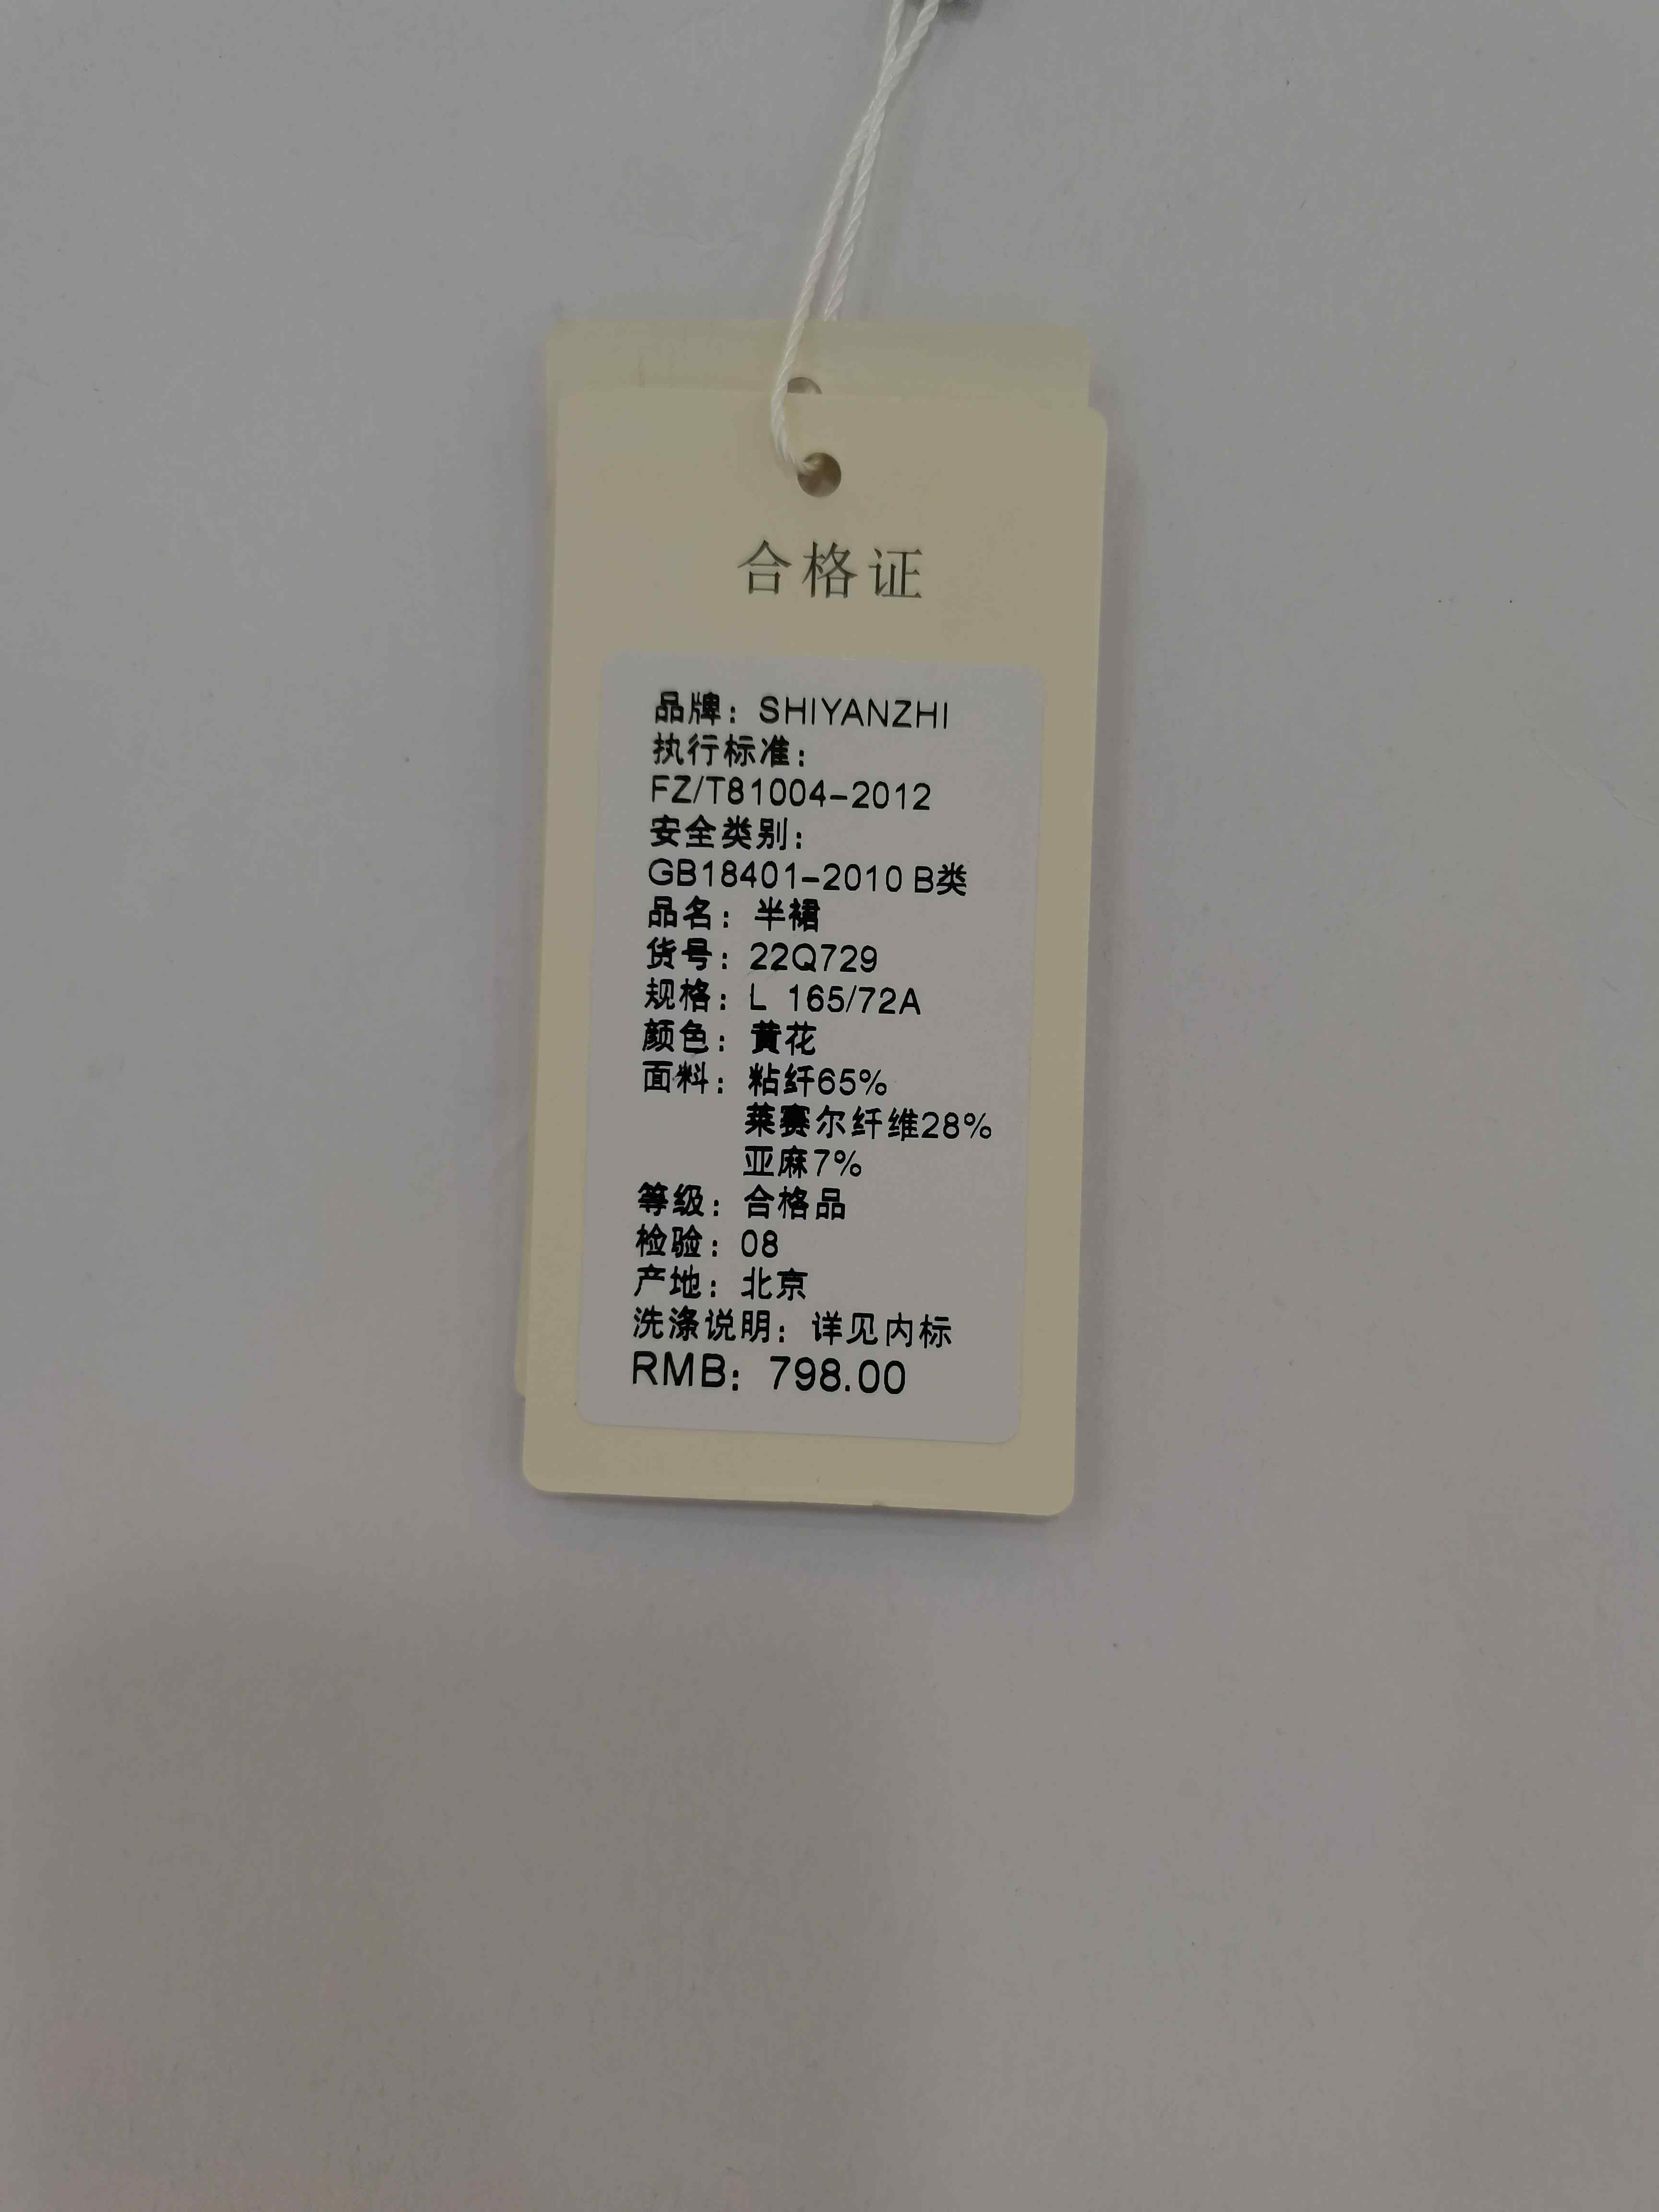 合格证
品牌：SHIYANZHI
执行标准：
FZ/T81004-2012
安全类别：
GB18401-2010 B类
品名：半裙
货号：22Q729
规格：L 165/72A
颜色：黄花
面料：粘纤65%
莱赛尔纤维28%
亚麻7%
等级：合格品
检验：08
产地：北京
洗涤说明：详见内标
RMB：798.00